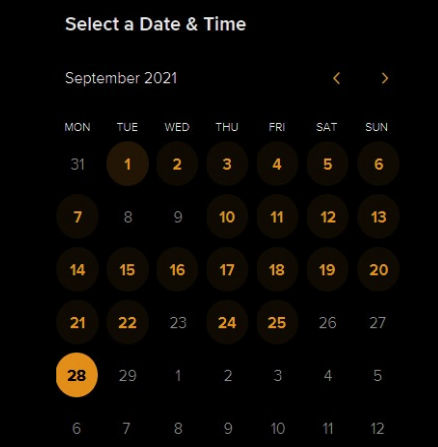 Select a Date & Time
September 2021
MON TUE WED THU FRI SAT SUN
31 1 2 3 4 5 6
7 8 9 10 11 12 13
14 15 16 17 18 19 20
21 22 23 24 25 26 27
28 29 1 2 3 4 5
6 7 8 9 10 11 12